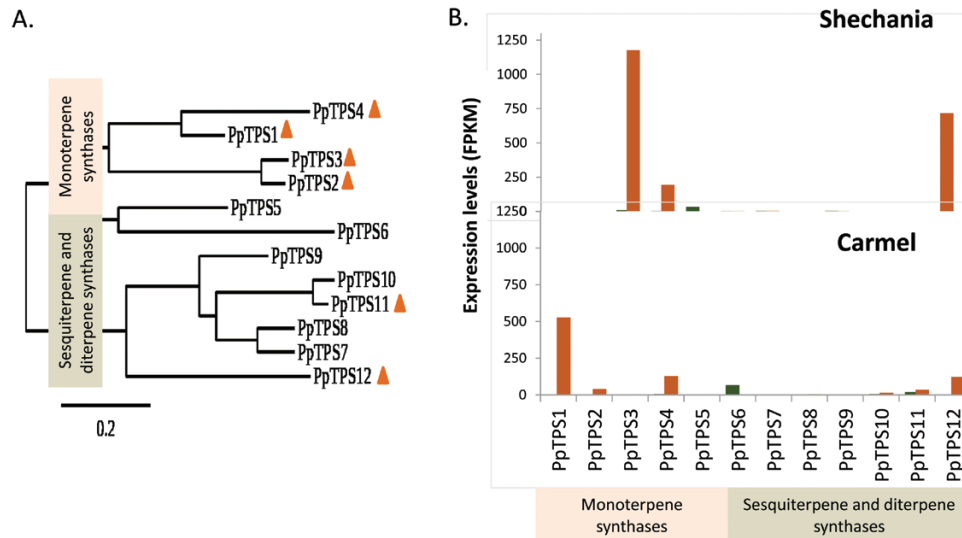 A.
Monoterpene
synthases
Sesquiterpene and
diterpene synthases
PpTPS4
PpTPS1
PpTPS3
PpTPS2
PpTPS5
PpTPS6
PpTPS9
PpTPS10
PpTPS11
PpTPS8
PpTPS7
PpTPS12
0.2
B.
Shechania
Expression levels (FPKM)
1250
1000
750
500
250
1250
Carmel
1000
750
500
250
0
PpTPS1
PpTPS2
PpTPS3
PpTPS4
PpTPS5
PpTPS6
PpTPS7
PpTPS8
PpTPS9
PpTPS10
PpTPS11
PpTPS12
Monoterpene
synthases
Sesquiterpene and diterpene
synthases